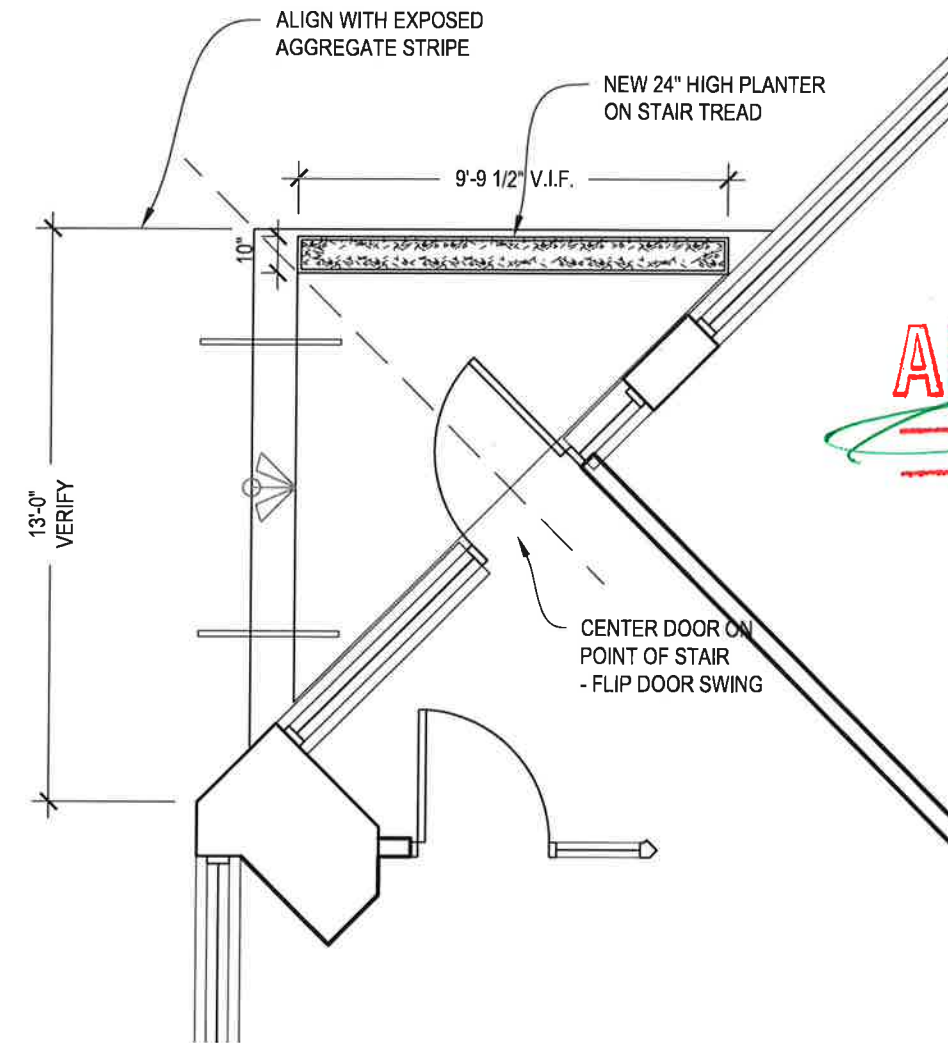 ALIGN WITH EXPOSED
AGGREGATE STRIPE
NEW 24" HIGH PLANTER
ON STAIR TREAD
9'-9 1/2" V.I.F.
10"
13'-0"
VERIFY
CENTER DOOR ON
POINT OF STAIR
- FLIP DOOR SWING